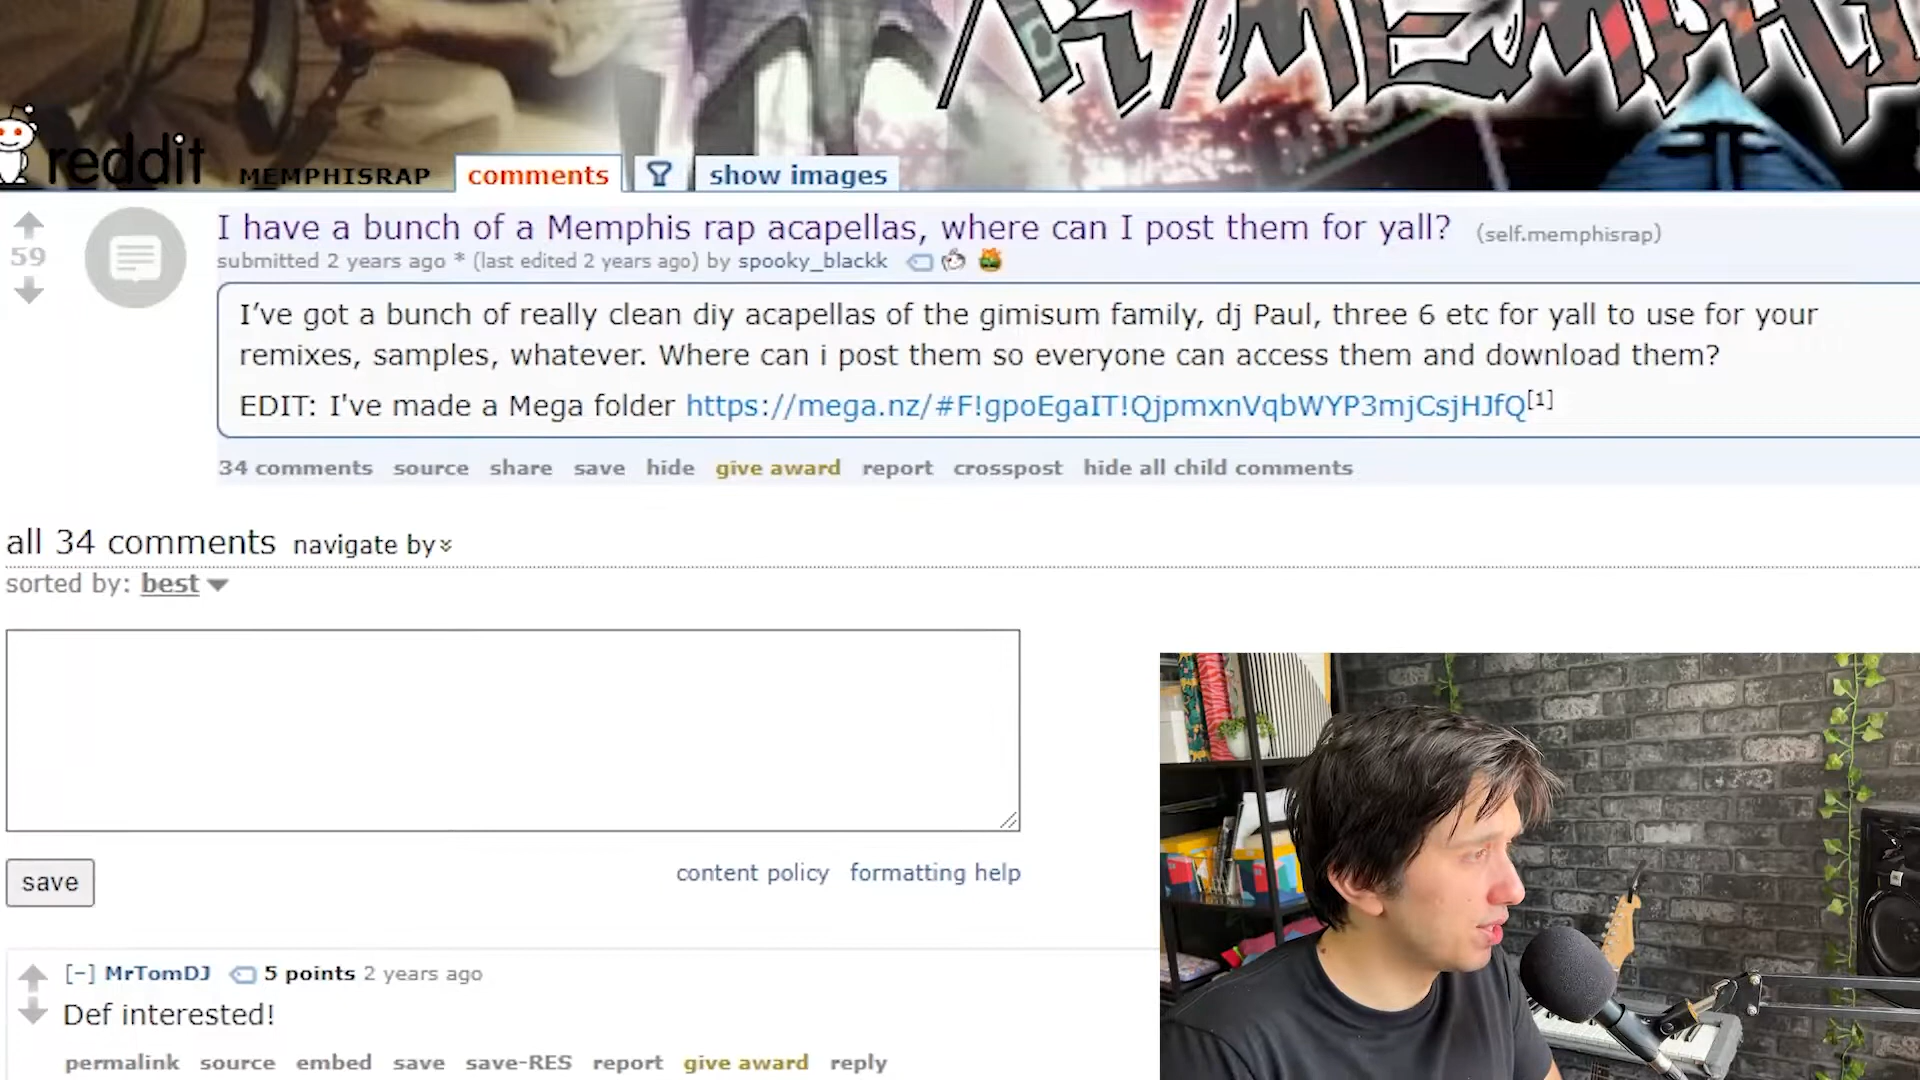 R/MEMP
reddit MEMPHISRAP comments show images
59
I have a bunch of a Memphis rap acapellas, where can I post them for yall? (self.memphisrap)
submitted 2 years ago * (last edited 2 years ago) by spooky_blackk
I’ve got a bunch of really clean diy acapellas of the gimisum family, dj Paul, three 6 etc for yall to use for your
remixes, samples, whatever. Where can i post them so everyone can access them and download them?
EDIT: I've made a Mega folder https://mega.nz/#F!gpoEgaIT!QjpmxnVqbWYP3mjCsjHJfQ[1]
34 comments source share save hide give award report crosspost hide all child comments
all 34 comments navigate by
sorted by: best
save
content policy formatting help
[–] MrTomDJ 5 points 2 years ago
Def interested!
permalink source embed save save-RES report give award reply